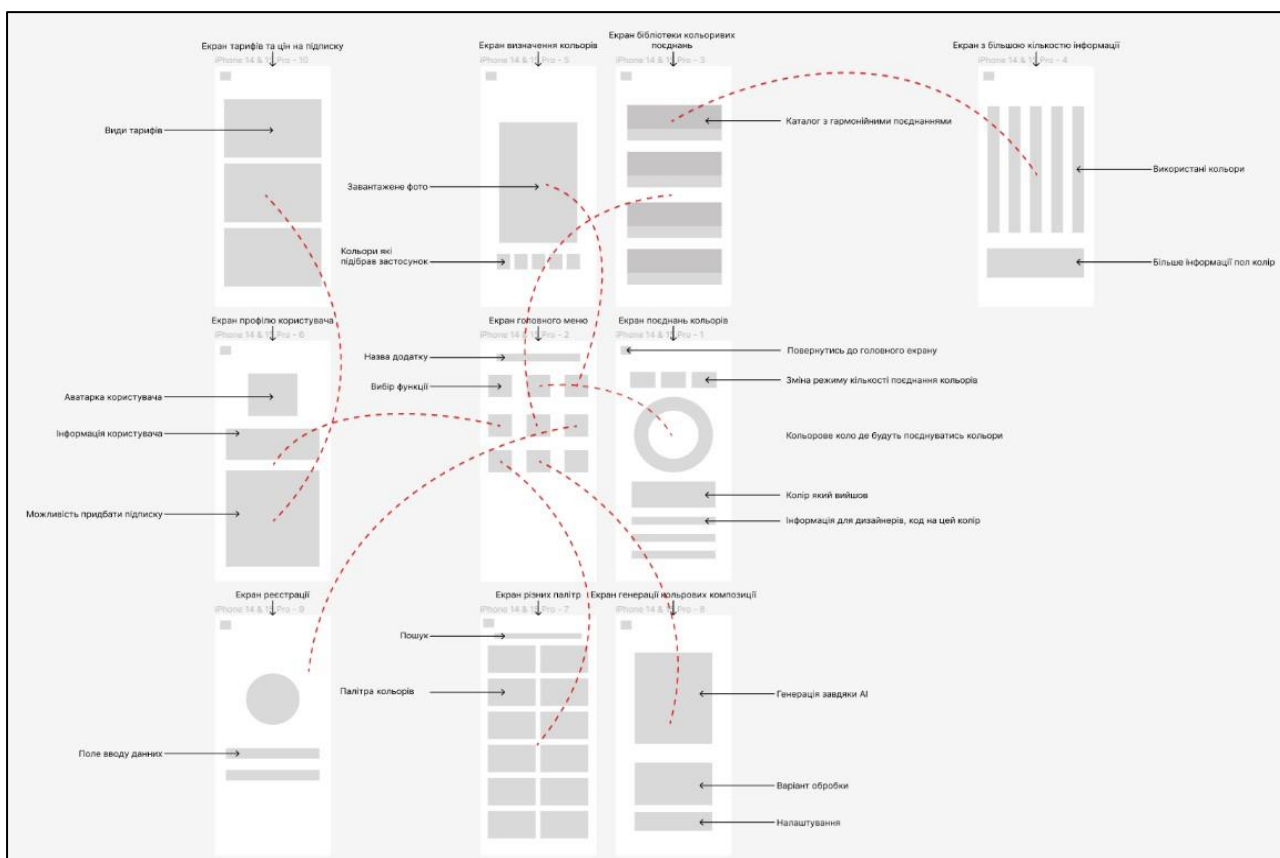 Екран тарифів та цін на підписку
iPhone 14 & 15 Pro - 10
Види тарифів
Екран визначення кольорів
iPhone 14 & 15 Pro - 5
Завантажене фото
Кольори які
підібрав застосунок
Екран бібліотеки кольоривих
поєднань
iPhone 14 & 15 Pro - 3
Каталог з гармонійними поєднаннями
Екран з більшою кількостю інформації
iPhone 14 & 15 Pro - 4
Використані кольори
Більше інформації пол колір
Екран профілю користувача
iPhone 14 & 15 Pro - 6
Аватарка користувача
Інформація користувача
Можливість придбати підписку
Екран головного меню
iPhone 14 & 15 Pro - 2
Назва додатку
Вибір функції
Екран поєднань кольорів
iPhone 14 & 15 Pro - 1
Повернутись до головного екрану
Зміна режиму кількості поєднання кольорів
Кольорове коло де будуть поєднуватись кольори
Колір який вийшов
Інформація для дизайнерів, код на цей колір
Екран реєстрації
iPhone 14 & 15 Pro - 9
Поле вводу данних
Екран різних палітр
iPhone 14 & 15 Pro - 7
Пошук
Палітра кольорів
Екран генерації кольрових композиції
iPhone 14 & 15 Pro - 8
Генерація завдяки AI
Варіант обробки
Налаштування